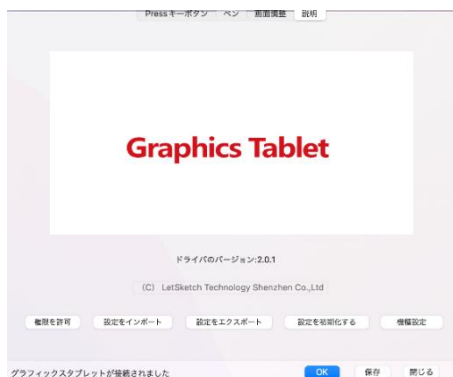 Pressキーボタン ペン 画面調整 説明
Graphics Tablet
ドライバのバージョン:2.0.1
(C) LetSketch Technology Shenzhen Co.,Ltd
権限を許可 設定をインポート 設定をエクスポート 設定を初期化する 機種設定
グラフィックスタブレットが接続されました OK 保存 閉じる